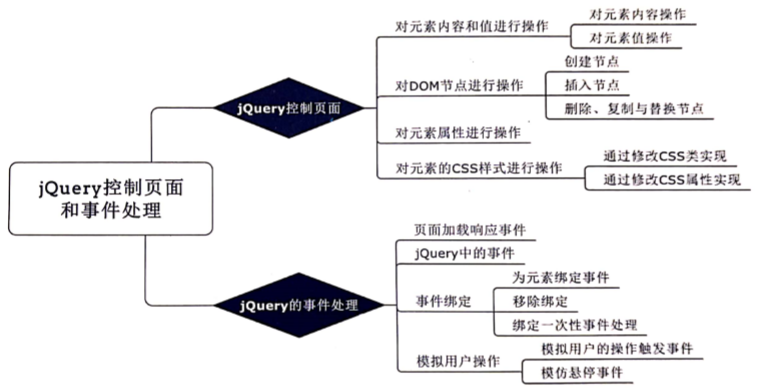 jQuery控制页面
和事件处理
jQuery控制页面
对元素内容和值进行操作
对元素内容操作
对元素值操作
对DOM节点进行操作
创建节点
插入节点
删除、复制与替换节点
对元素属性进行操作
对元素的CSS样式进行操作
通过修改CSS类实现
通过修改CSS属性实现
jQuery的事件处理
页面加载响应事件
jQuery中的事件
事件绑定
为元素绑定事件
移除绑定
绑定一次性事件处理
模拟用户操作
模拟用户的操作触发事件
模仿悬停事件